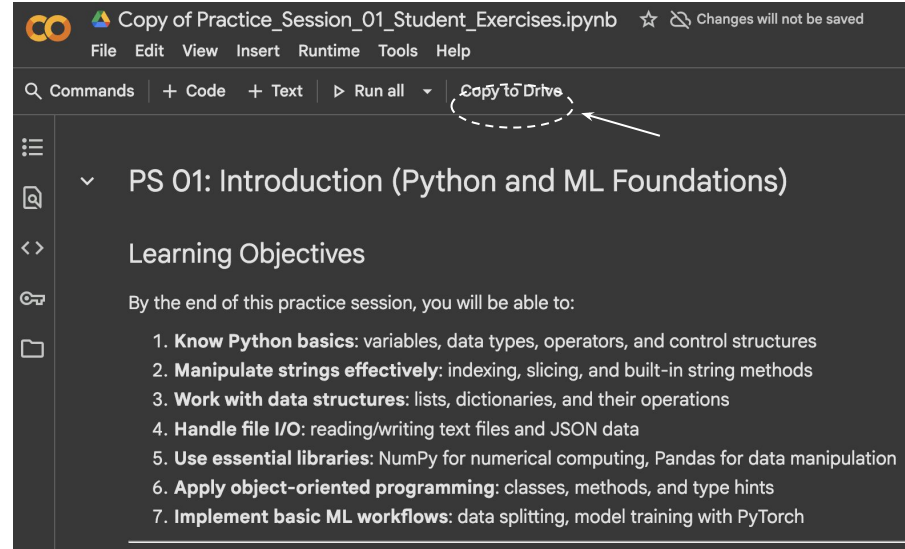 Copy of Practice_Session_01_Student_Exercises.ipynb Changes will not be saved
File Edit View Insert Runtime Tools Help
Commands + Code + Text Run all Copy to Drive
PS 01: Introduction (Python and ML Foundations)
Learning Objectives
By the end of this practice session, you will be able to:
1. Know Python basics: variables, data types, operators, and control structures
2. Manipulate strings effectively: indexing, slicing, and built-in string methods
3. Work with data structures: lists, dictionaries, and their operations
4. Handle file I/O: reading/writing text files and JSON data
5. Use essential libraries: NumPy for numerical computing, Pandas for data manipulation
6. Apply object-oriented programming: classes, methods, and type hints
7. Implement basic ML workflows: data splitting, model training with PyTorch